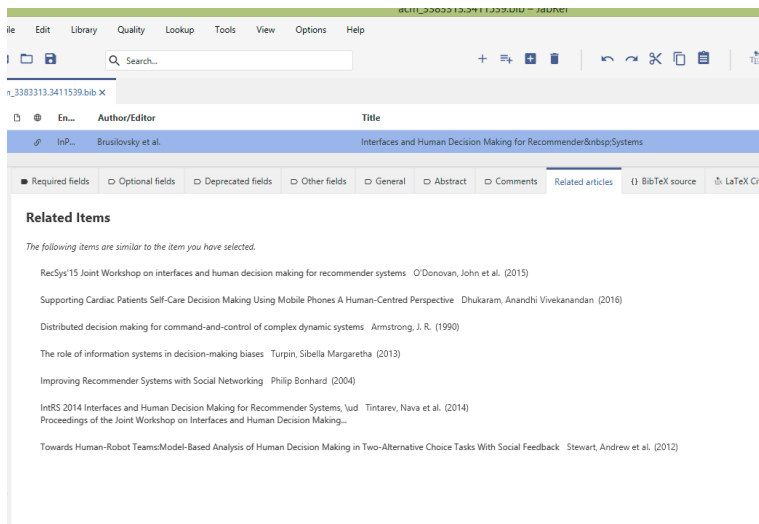 acm_3383313.3411539.bib – JabRef
ile Edit Library Quality Lookup Tools View Options Help
Search...
_3383313.3411539.bib
En... Author/Editor Title
InP... Brusilovsky et al. Interfaces and Human Decision Making for Recommender&nbsp;Systems
Required fields Optional fields Deprecated fields Other fields General Abstract Comments Related articles {} BibTeX source LaTeX Ci
Related Items
The following items are similar to the item you have selected.
RecSys'15 Joint Workshop on interfaces and human decision making for recommender systems O'Donovan, John et al. (2015)
Supporting Cardiac Patients Self-Care Decision Making Using Mobile Phones A Human-Centred Perspective Dhukaram, Anandhi Vivekanandan (2016)
Distributed decision making for command-and-control of complex dynamic systems Armstrong, J. R. (1990)
The role of information systems in decision-making biases Turpin, Sibella Margaretha (2013)
Improving Recommender Systems with Social Networking Philip Bonhard (2004)
IntRS 2014 Interfaces and Human Decision Making for Recommender Systems, \ud Tintarev, Nava et al. (2014)
Proceedings of the Joint Workshop on Interfaces and Human Decision Making...
Towards Human-Robot Teams:Model-Based Analysis of Human Decision Making in Two-Alternative Choice Tasks With Social Feedback Stewart, Andrew et al. (2012)